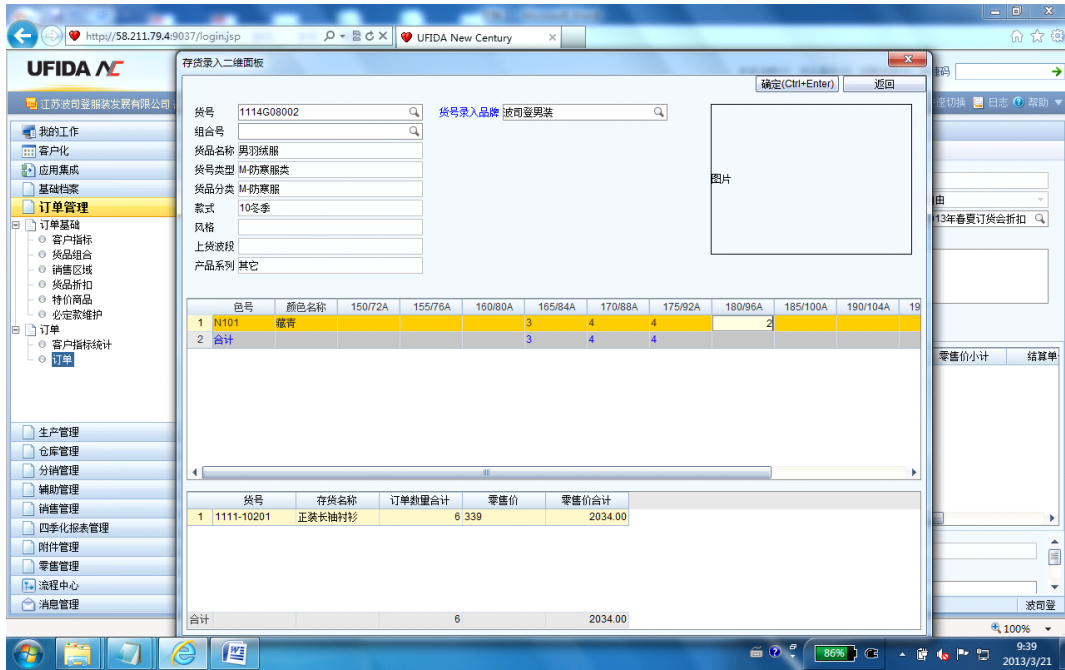 http://58.211.79.4:9037/login.jsp
UFIDA New Century
UFIDA NC
江苏波司登服装发展有限公司
速切换 日志 帮助
我的工作
客户化
应用集成
基础档案
订单管理
订单基础
客户指标
货品组合
销售区域
货品折扣
特价商品
必定款维护
订单
客户指标统计
订单
生产管理
仓库管理
分销管理
辅助管理
销售管理
四季化报表管理
附件管理
零售管理
流程中心
消息管理
存货录入二维面板
确定(Ctrl+Enter) 返回
货号 1114G08002 货号录入品牌 波司登男装
组合号
货品名称 男羽绒服
货号类型 M-防寒服类
货品分类 M-防寒服
款式 10冬季
风格
上货波段
产品系列 其它
图片
色号 颜色名称 150/72A 155/76A 160/80A 165/84A 170/88A 175/92A 180/96A 185/100A 190/104A 19
1 N101 藏青 3 4 4 2
2 合计 3 4 4
货号 存货名称 订单数量合计 零售价 零售价合计
1 1111-10201 正装长袖衬衫 6 339 2034.00
合计 6 2034.00
由
13年春夏订货会折扣
零售价小计 结算单
波司登
100%
86%
9:39
2013/3/21